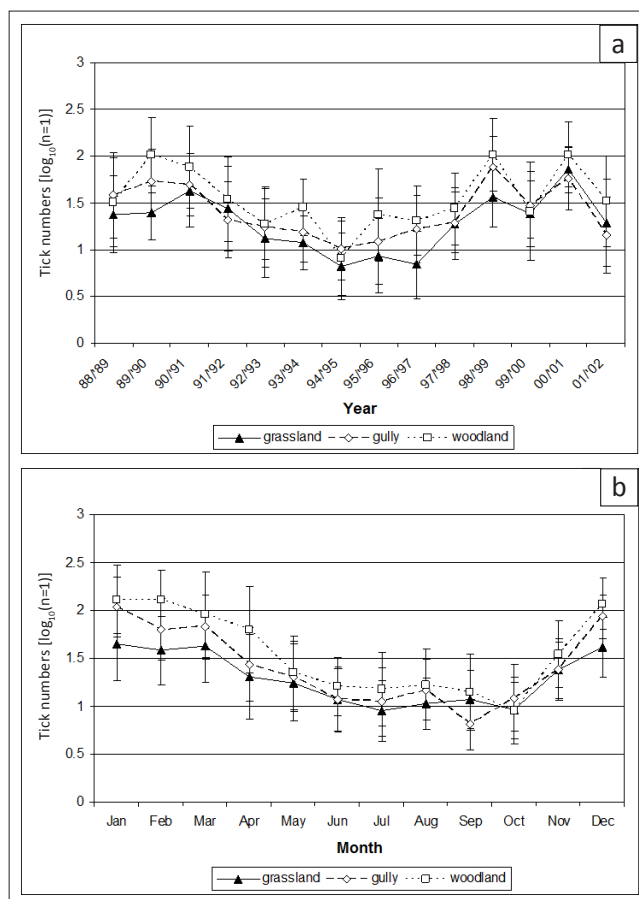 a
Tick numbers [log10(n=1)]
3
2.5
2
1.5
1
0.5
0
88/89 89/90 90/91 91/92 92/93 93/94 94/95 95/96 96/97 97/98 98/99 99/00 00/01 01/02
Year
grassland gully woodland
b
Tick numbers [log10(n=1)]
3
2.5
2
1.5
1
0.5
0
Jan Feb Mar Apr May Jun Jul Aug Sep Oct Nov Dec
Month
grassland gully woodland